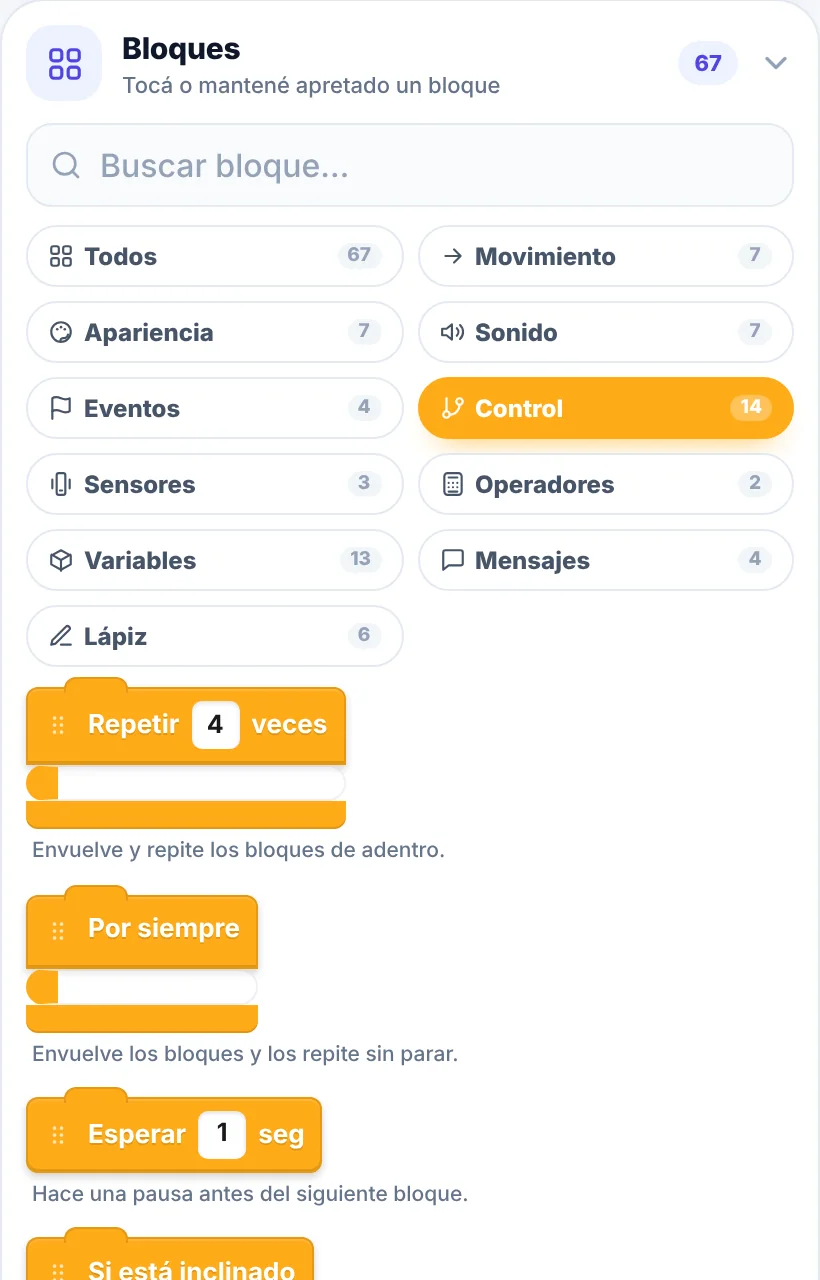 Bloques
Tocá o mantené apretado un bloque
67
Buscar bloque...
Todos 67
Movimiento 7
Apariencia 7
Sonido 7
Eventos 4
Control 14
Sensores 3
Operadores 2
Variables 13
Mensajes 4
Lápiz 6
Repetir 4 veces
Envuelve y repite los bloques de adentro.
Por siempre
Envuelve los bloques y los repite sin parar.
Esperar 1 seg
Hace una pausa antes del siguiente bloque.
Si está inclinado